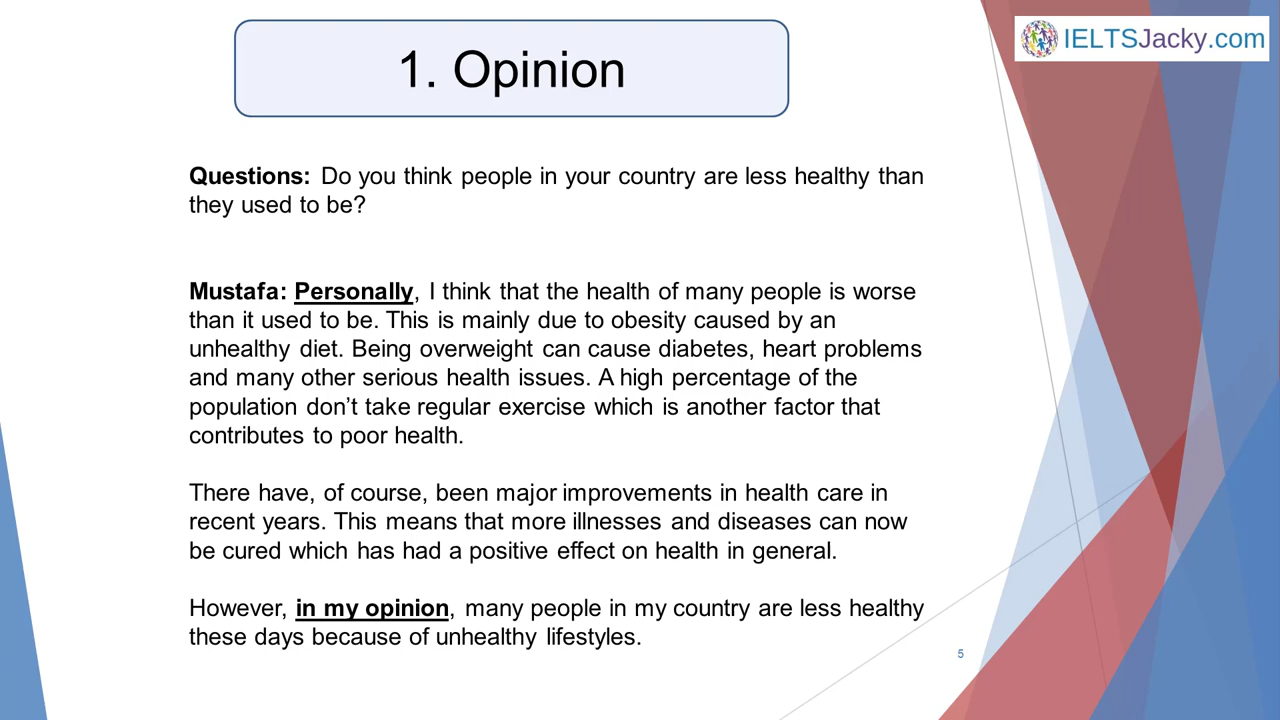 IELTSJacky.com
1. Opinion
Questions: Do you think people in your country are less healthy than
they used to be?
Mustafa: Personally, I think that the health of many people is worse
than it used to be. This is mainly due to obesity caused by an
unhealthy diet. Being overweight can cause diabetes, heart problems
and many other serious health issues. A high percentage of the
population don’t take regular exercise which is another factor that
contributes to poor health.
There have, of course, been major improvements in health care in
recent years. This means that more illnesses and diseases can now
be cured which has had a positive effect on health in general.
However, in my opinion, many people in my country are less healthy
these days because of unhealthy lifestyles.
5